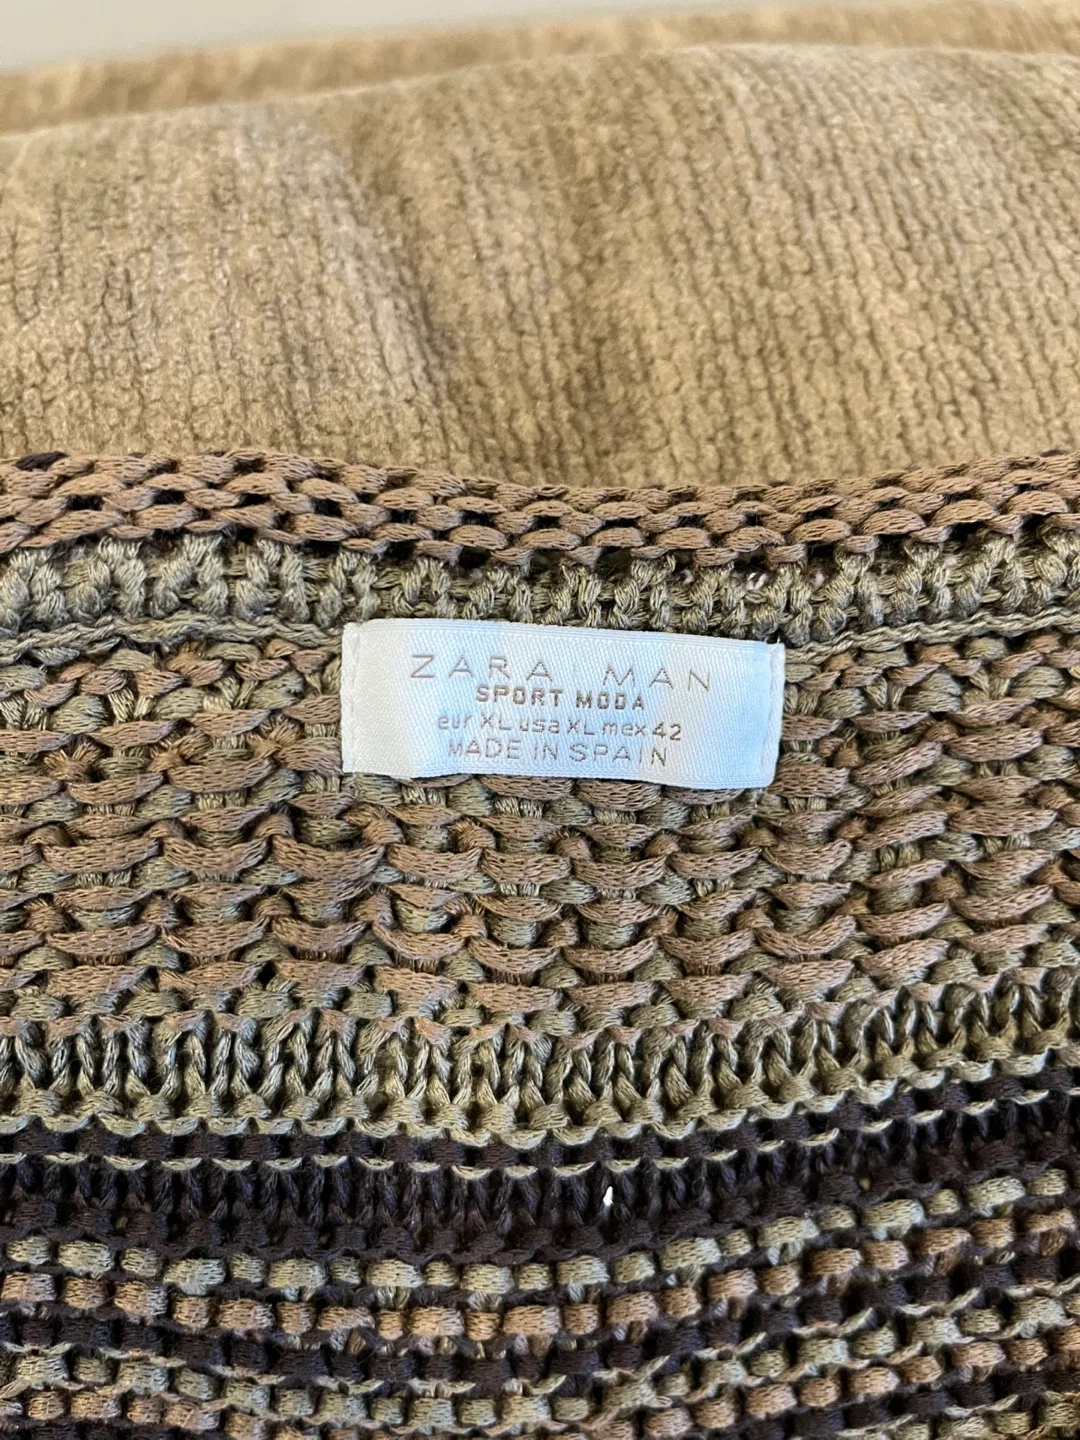 ZARA MAN
SPORT MODA
eur XL usa XL mex 42
MADE IN SPAIN